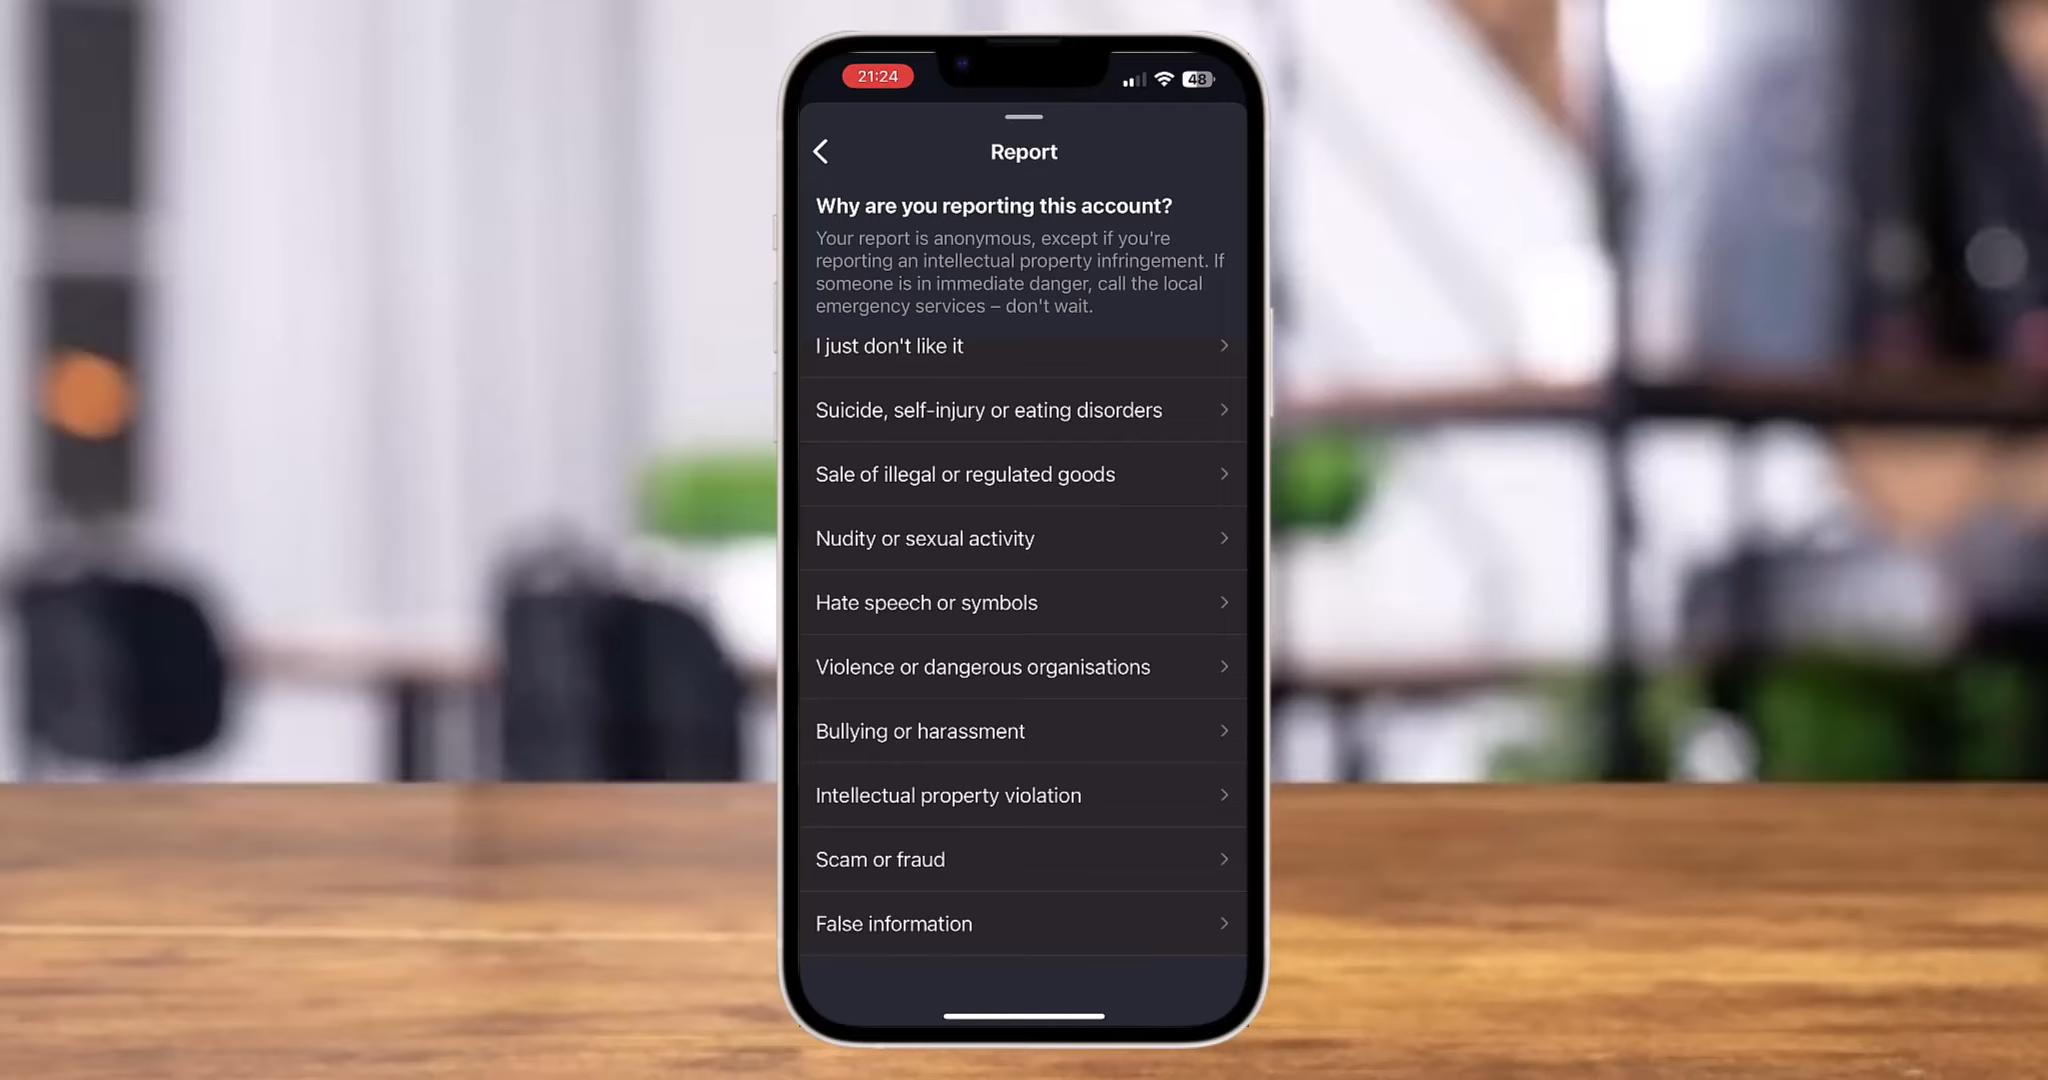 21:24
48
Report
Why are you reporting this account?
Your report is anonymous, except if you're
reporting an intellectual property infringement. If
someone is in immediate danger, call the local
emergency services – don't wait.
I just don't like it
Suicide, self-injury or eating disorders
Sale of illegal or regulated goods
Nudity or sexual activity
Hate speech or symbols
Violence or dangerous organisations
Bullying or harassment
Intellectual property violation
Scam or fraud
False information